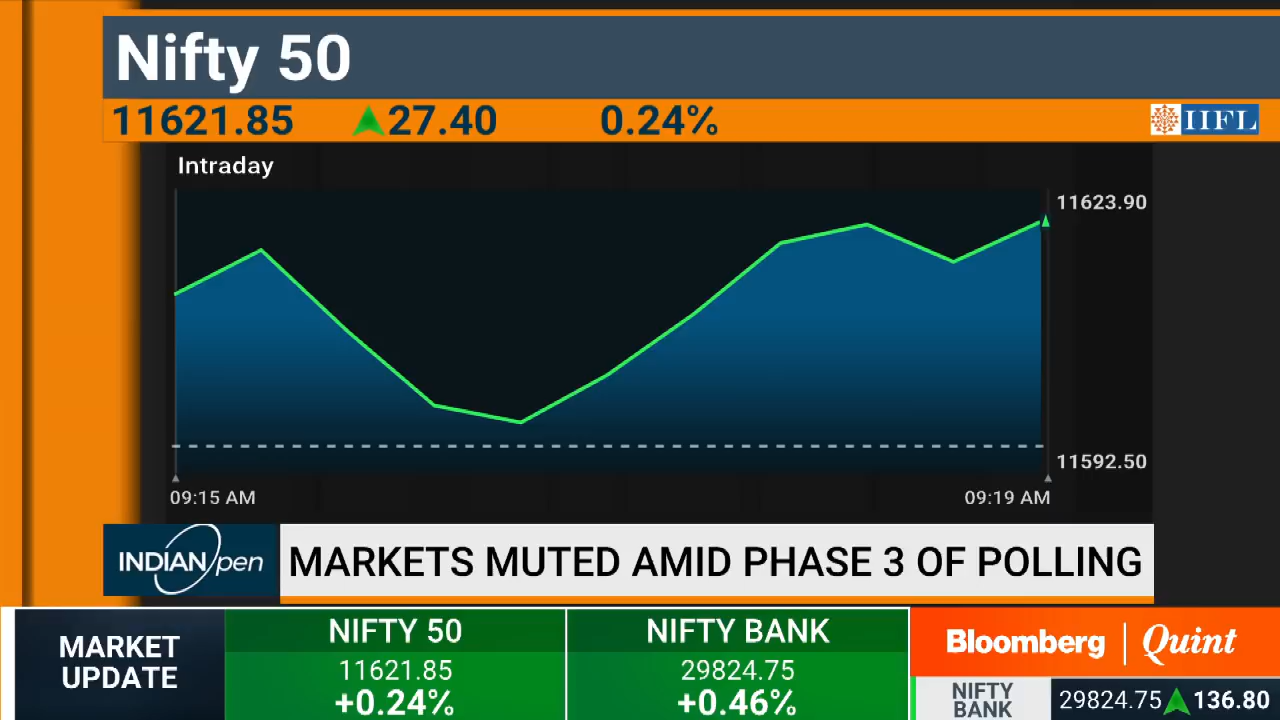 Nifty 50
11621.85 27.40 0.24%
IIFL
Intraday
11623.90
11592.50
09:15 AM 09:19 AM
INDIAN Open
MARKETS MUTED AMID PHASE 3 OF POLLING
MARKET
UPDATE
NIFTY 50
11621.85
+0.24%
NIFTY BANK
29824.75
+0.46%
Bloomberg | Quint
NIFTY
BANK
29824.75 136.80